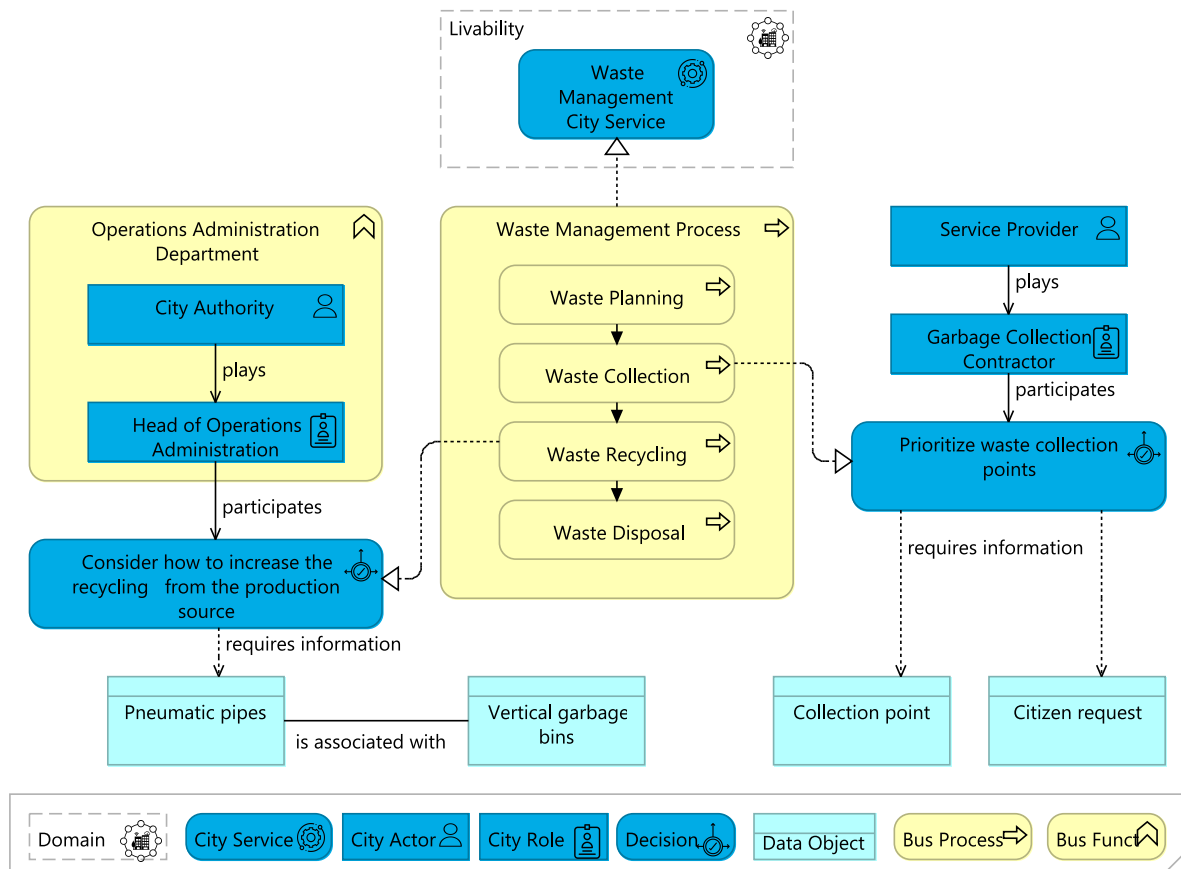 Livability
Waste
Management
City Service
Operations Administration
Department
City Authority
plays
Head of Operations
Administration
participates
Consider how to increase the
recycling from the production
source
requires information
Pneumatic pipes
is associated with
Vertical garbage
bins
Waste Management Process
Waste Planning
Waste Collection
Waste Recycling
Waste Disposal
Service Provider
plays
Garbage Collection
Contractor
participates
Prioritize waste collection
points
requires information
Collection point
Citizen request
Domain
City Service
City Actor
City Role
Decision
Data Object
Bus Process
Bus Funct